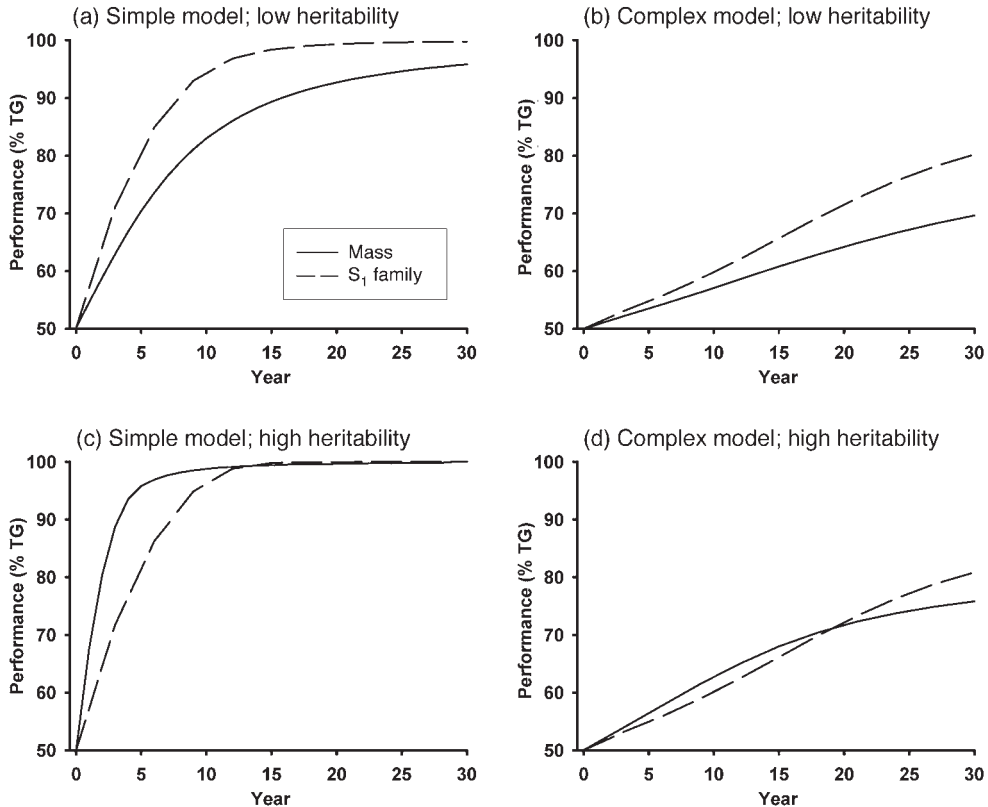 (a) Simple model; low heritability
Performance (% TG)
100
90
80
70
60
50
0 5 10 15 20 25 30
Year
Mass
S₁ family
(b) Complex model; low heritability
Performance (% TG)
100
90
80
70
60
50
0 5 10 15 20 25 30
Year
(c) Simple model; high heritability
Performance (% TG)
100
90
80
70
60
50
0 5 10 15 20 25 30
Year
(d) Complex model; high heritability
Performance (% TG)
100
90
80
70
60
50
0 5 10 15 20 25 30
Year